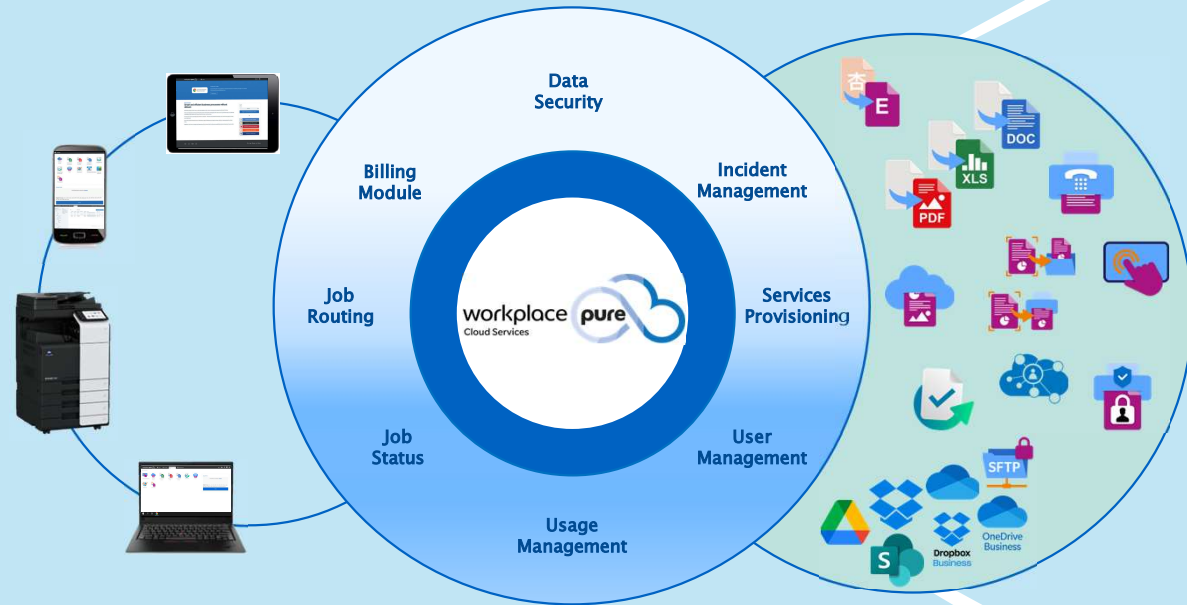 Data
Security
Billing
Module
Incident
Management
Job
Routing
workplace pure
Cloud Services
Services
Provisioning
Job
Status
User
Management
Usage
Management
杏
E
DOC
XLS
PDF
SFTP
S
Dropbox
Business
OneDrive
Business